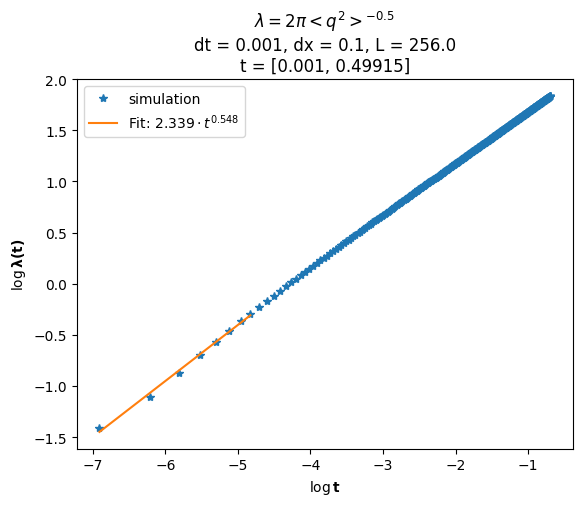 λ = 2π < q² >⁻⁰·⁵
dt = 0.001, dx = 0.1, L = 256.0
t = [0.001, 0.49915]
simulation
Fit: 2.339 · t⁰·⁵⁴⁸
2.0
1.5
1.0
0.5
0.0
−0.5
−1.0
−1.5
log λ(t)
−7 −6 −5 −4 −3 −2 −1
log t